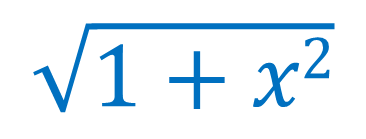 √1 + x²